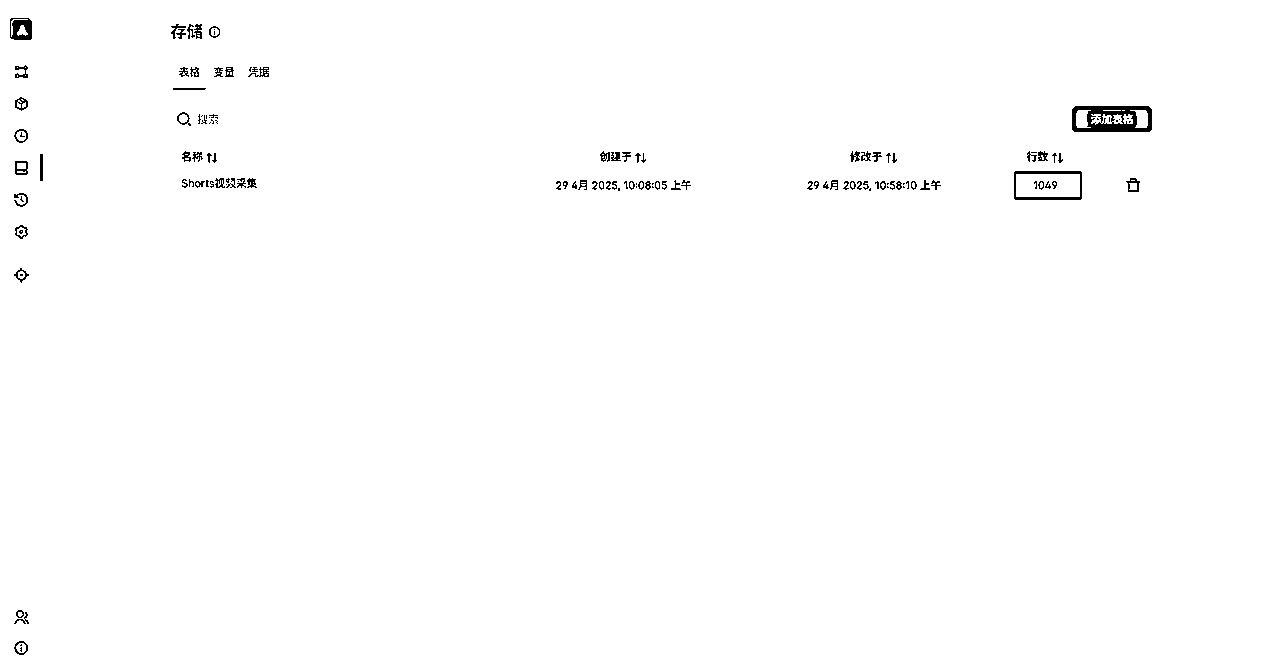 存储
表格 变量 凭据
搜索
添加表格
名称 创建于 修改于 行数
Shorts视频采集 29 4月 2025, 10:08:05 上午 29 4月 2025, 10:58:10 上午 1049